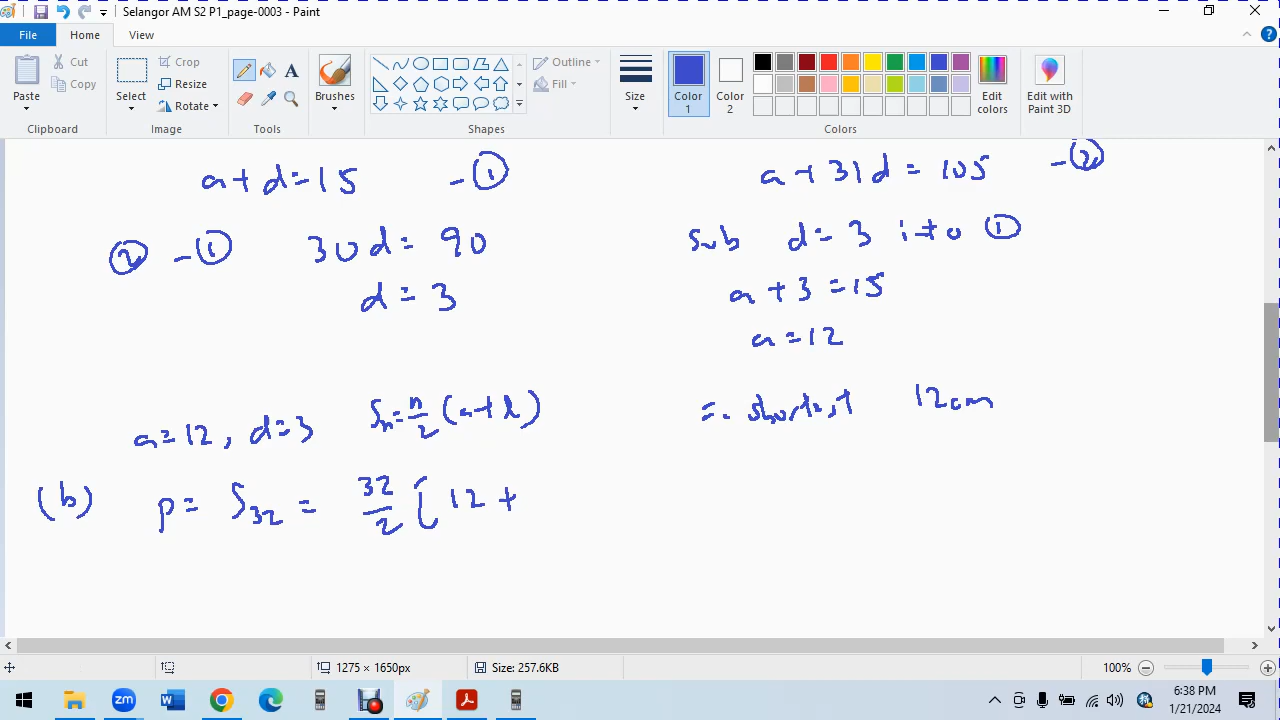 Selangor AM S2 P1_page-0003 - Paint
File Home View
Paste Cut Copy Clipboard
Select Crop Resize Rotate Image
Tools
Brushes
Outline Fill Shapes
Size
Color 1 Color 2 Edit colors Colors
Edit with Paint 3D
a + d = 15 - ①
a + 31d = 105 - ②
② - ① 30d = 90
sub d = 3 into ①
d = 3
a + 3 = 15
a = 12
∴ shortest 12cm
a = 12, d = 3 Sn = n/2 (a + l)
(b) p = S32 = 32/2 [ 12 +
1275 × 1650px Size: 257.6KB 100%
zm
6:38 PM
1/21/2024